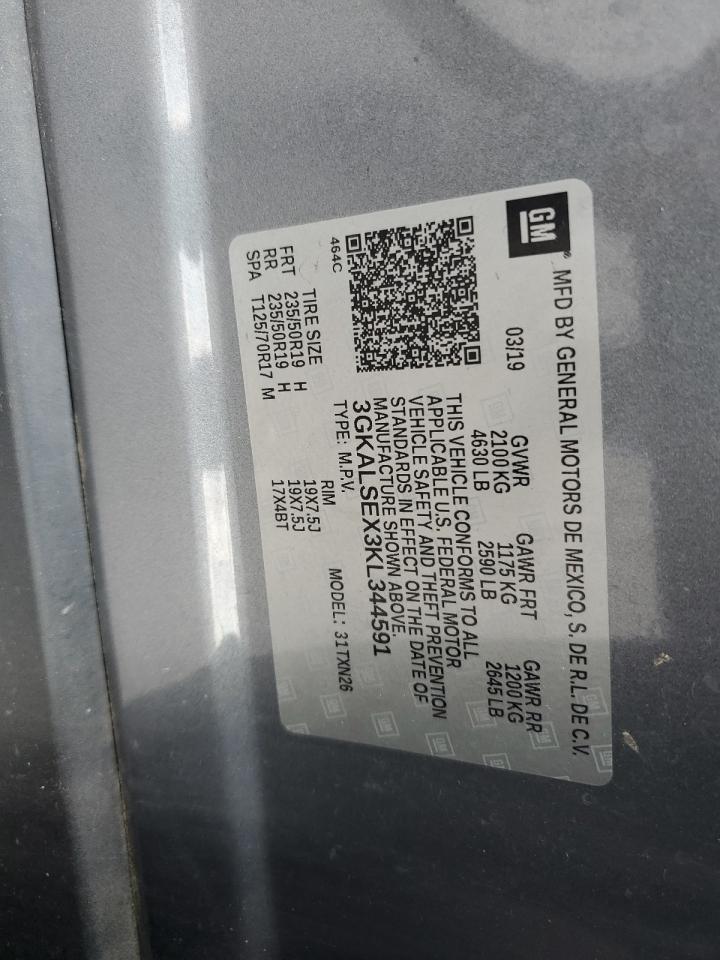 GM
® MFD BY GENERAL MOTORS DE MEXICO, S. DE R.L. DE C.V.
03/19 GVWR GAWR FRT GAWR RR
2100 KG 1175 KG 1200 KG
4630 LB 2590 LB 2645 LB
THIS VEHICLE CONFORMS TO ALL
APPLICABLE U.S. FEDERAL MOTOR
VEHICLE SAFETY AND THEFT PREVENTION
STANDARDS IN EFFECT ON THE DATE OF
MANUFACTURE SHOWN ABOVE.
3GKALSEX3KL344591
464C TYPE: M.P.V. MODEL: 31TXN26
TIRE SIZE RIM
FRT 235/50R19 H 19X7.5J
RR 235/50R19 H 19X7.5J
SPA T125/70R17 M 17X4BT